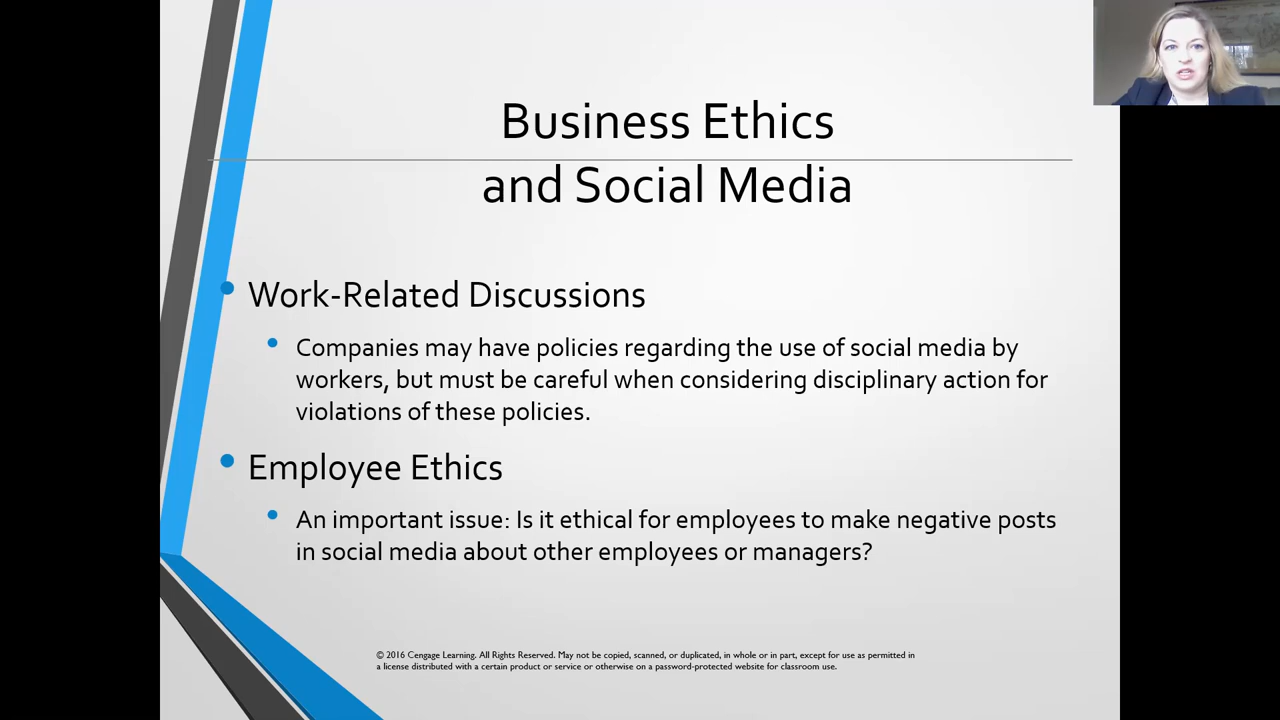 Business Ethics
and Social Media
• Work-Related Discussions
• Companies may have policies regarding the use of social media by
workers, but must be careful when considering disciplinary action for
violations of these policies.
• Employee Ethics
• An important issue: Is it ethical for employees to make negative posts
in social media about other employees or managers?
© 2016 Cengage Learning. All Rights Reserved. May not be copied, scanned, or duplicated, in whole or in part, except for use as permitted in
a license distributed with a certain product or service or otherwise on a password-protected website for classroom use.